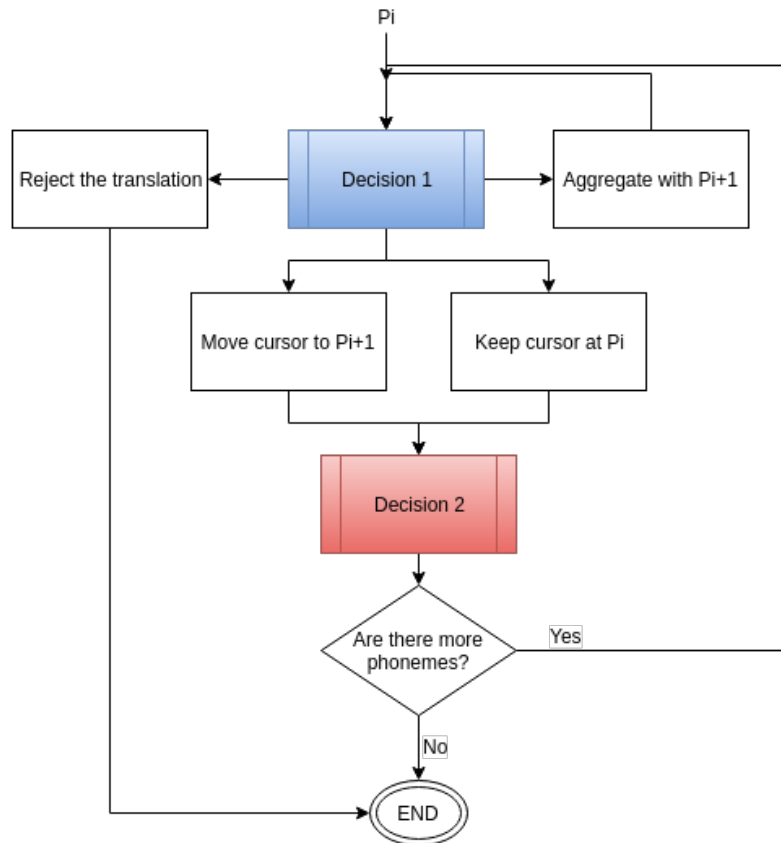 Pi
Reject the translation
Decision 1
Aggregate with Pi+1
Move cursor to Pi+1
Keep cursor at Pi
Decision 2
Are there more
phonemes?
Yes
No
END